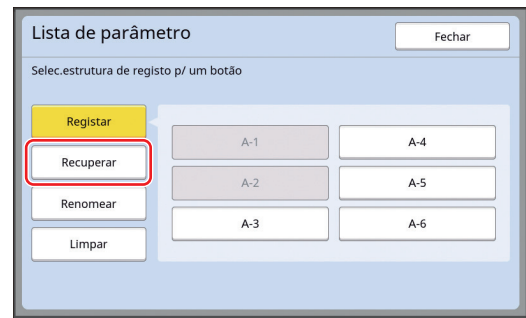 Lista de parâmetro
Fechar
Selec.estrutura de registo p/ um botão
Registar
Recuperar
Renomear
Limpar
A-1
A-4
A-2
A-5
A-3
A-6